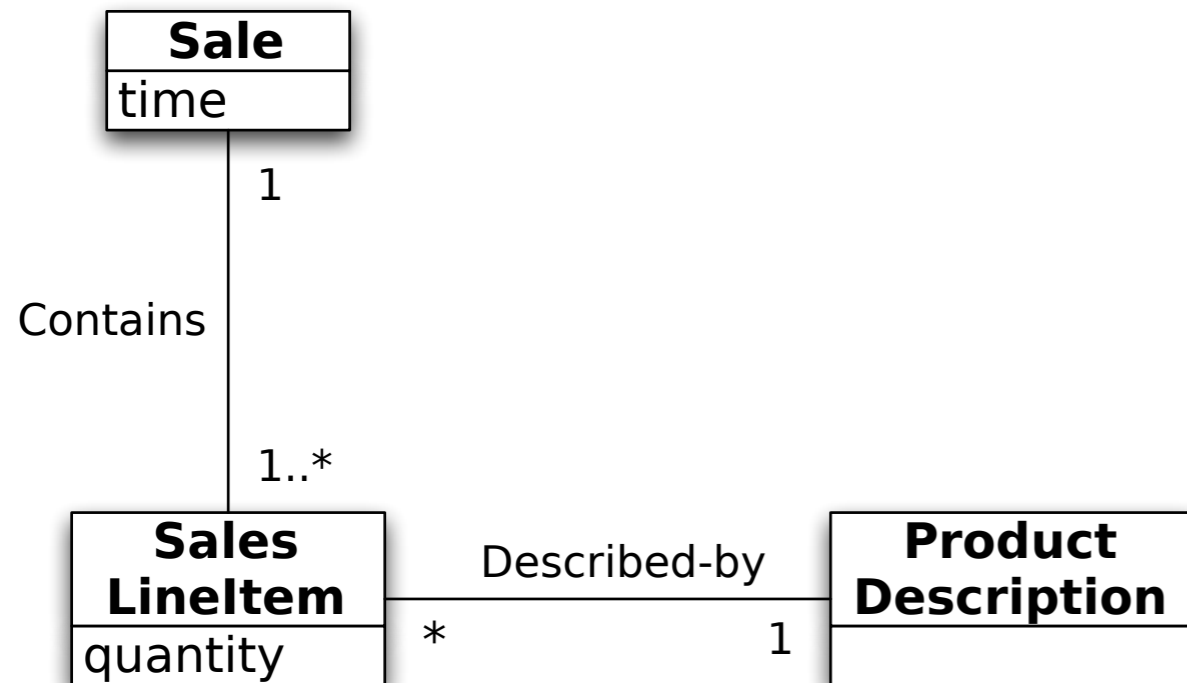 Sale
time
1
Contains
1..*
Sales
LineItem
quantity
Described-by
*
1
Product
Description